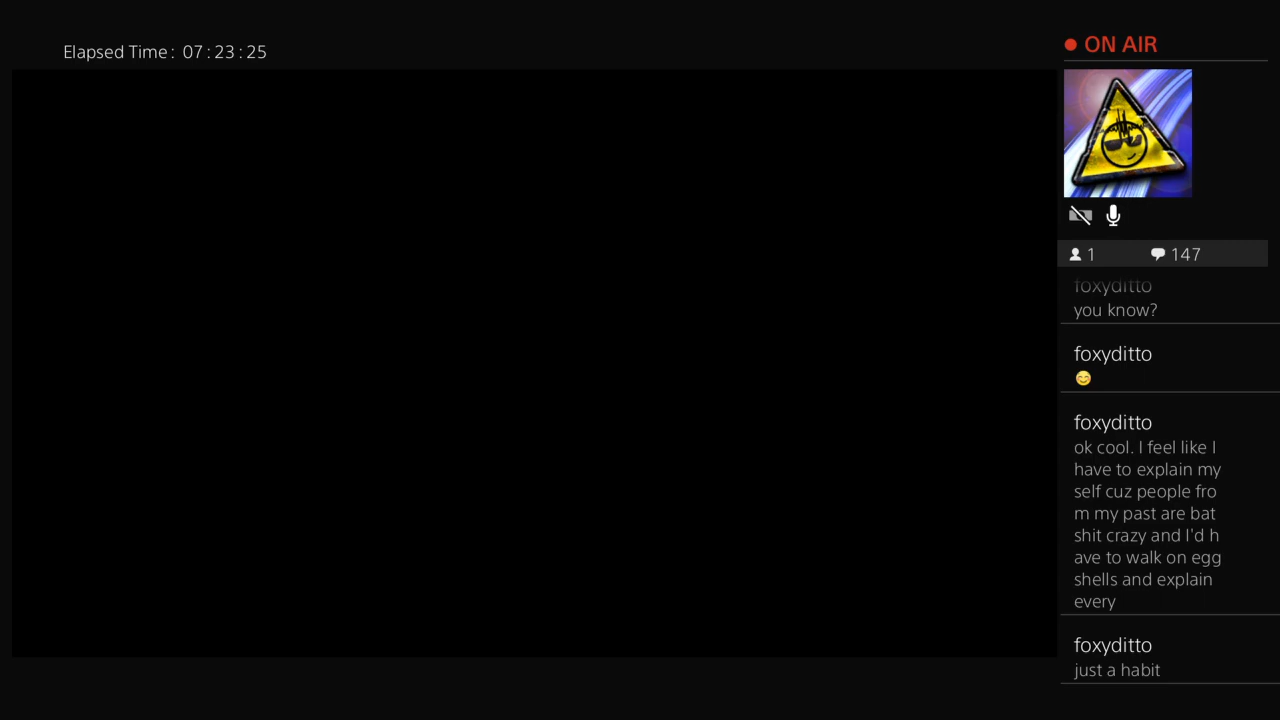 Elapsed Time: 07:23:25
ON AIR
1 147
foxyditto
you know?
foxyditto
😊
foxyditto
ok cool. I feel like I
have to explain my
self cuz people fro
m my past are bat
shit crazy and I'd h
ave to walk on egg
shells and explain
every
foxyditto
just a habit